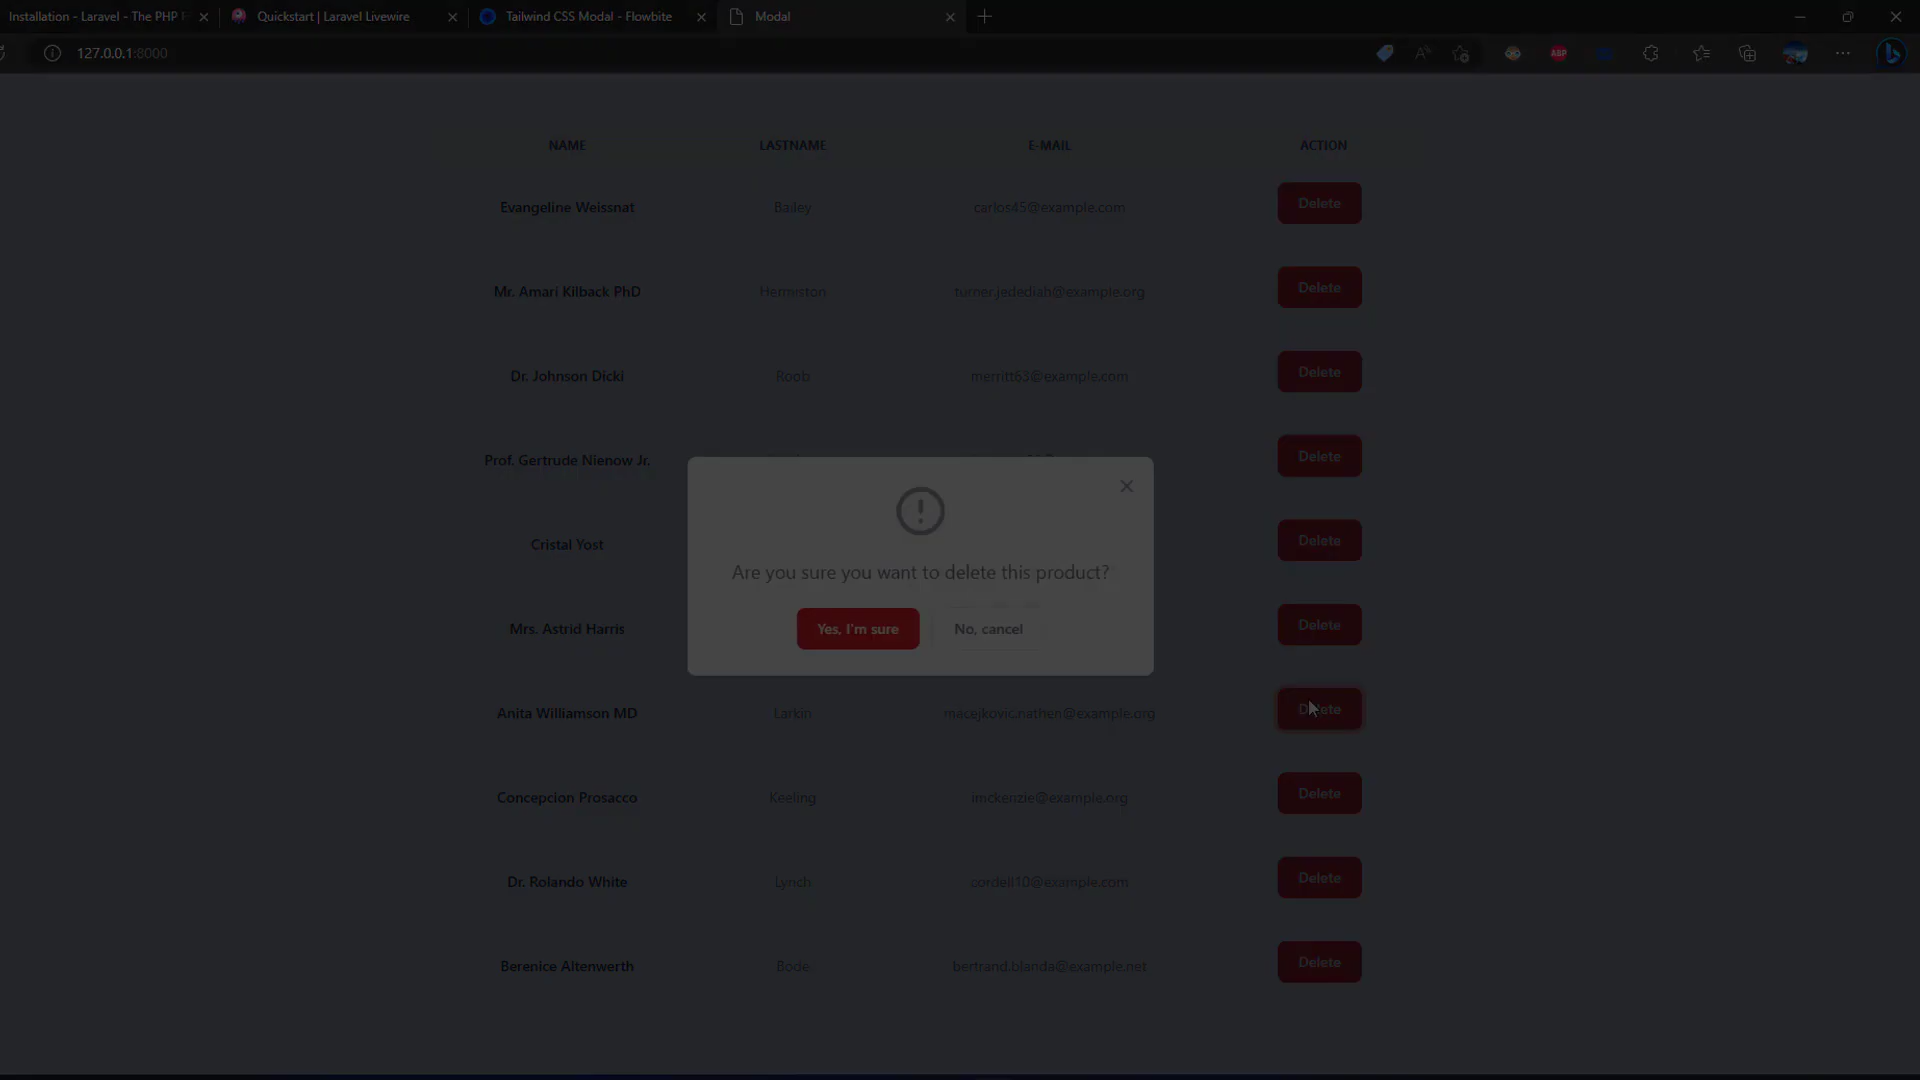 Installation - Laravel - The PHP F
Quickstart | Laravel Livewire
Tailwind CSS Modal - Flowbite
Modal
127.0.0.1:8000
ABP
NAME LASTNAME E-MAIL ACTION
Evangeline Weissnat Bailey carlos45@example.com Delete
Mr. Amari Kilback PhD Hermiston turner.jedediah@example.org Delete
Dr. Johnson Dicki Roob merritt63@example.com Delete
Prof. Gertrude Nienow Jr. Delete
Cristal Yost Delete
Are you sure you want to delete this product?
Mrs. Astrid Harris Yes, I'm sure No, cancel Delete
Anita Williamson MD Larkin macejkovic.nathen@example.org Delete
Concepcion Prosacco Keeling imckenzie@example.org Delete
Dr. Rolando White Lynch cordell10@example.com Delete
Berenice Altenwerth Bode bertrand.blanda@example.net Delete